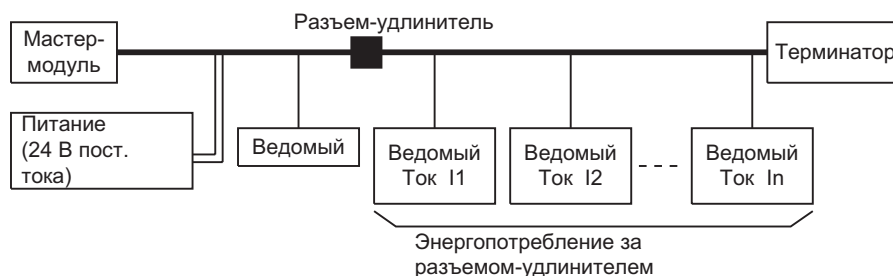 Разъем-удлинитель
Мастер-
модуль
Терминатор
Питание
(24 В пост.
тока)
Ведомый
Ведомый
Ток I1
Ведомый
Ток I2
Ведомый
Ток In
Энергопотребление за
разъемом-удлинителем